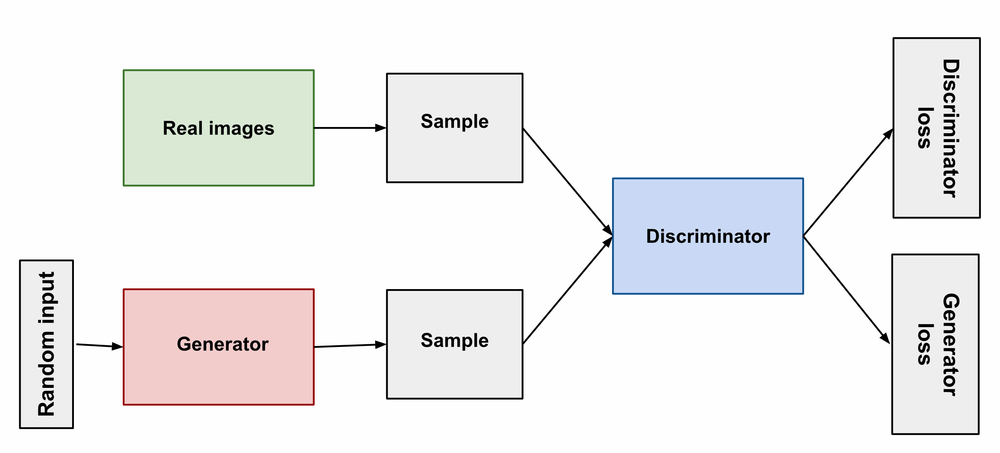 Real images
Sample
Discriminator
loss
Discriminator
Random input
Generator
Sample
Generator
loss